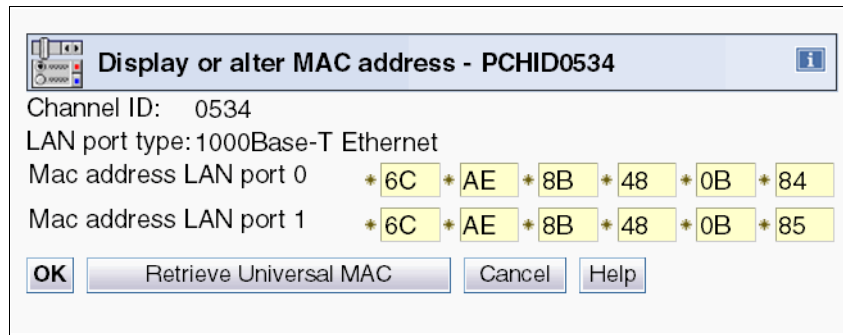 Display or alter MAC address - PCHID0534 i
Channel ID: 0534
LAN port type: 1000Base-T Ethernet
Mac address LAN port 0 * 6C * AE * 8B * 48 * 0B * 84
Mac address LAN port 1 * 6C * AE * 8B * 48 * 0B * 85
OK Retrieve Universal MAC Cancel Help